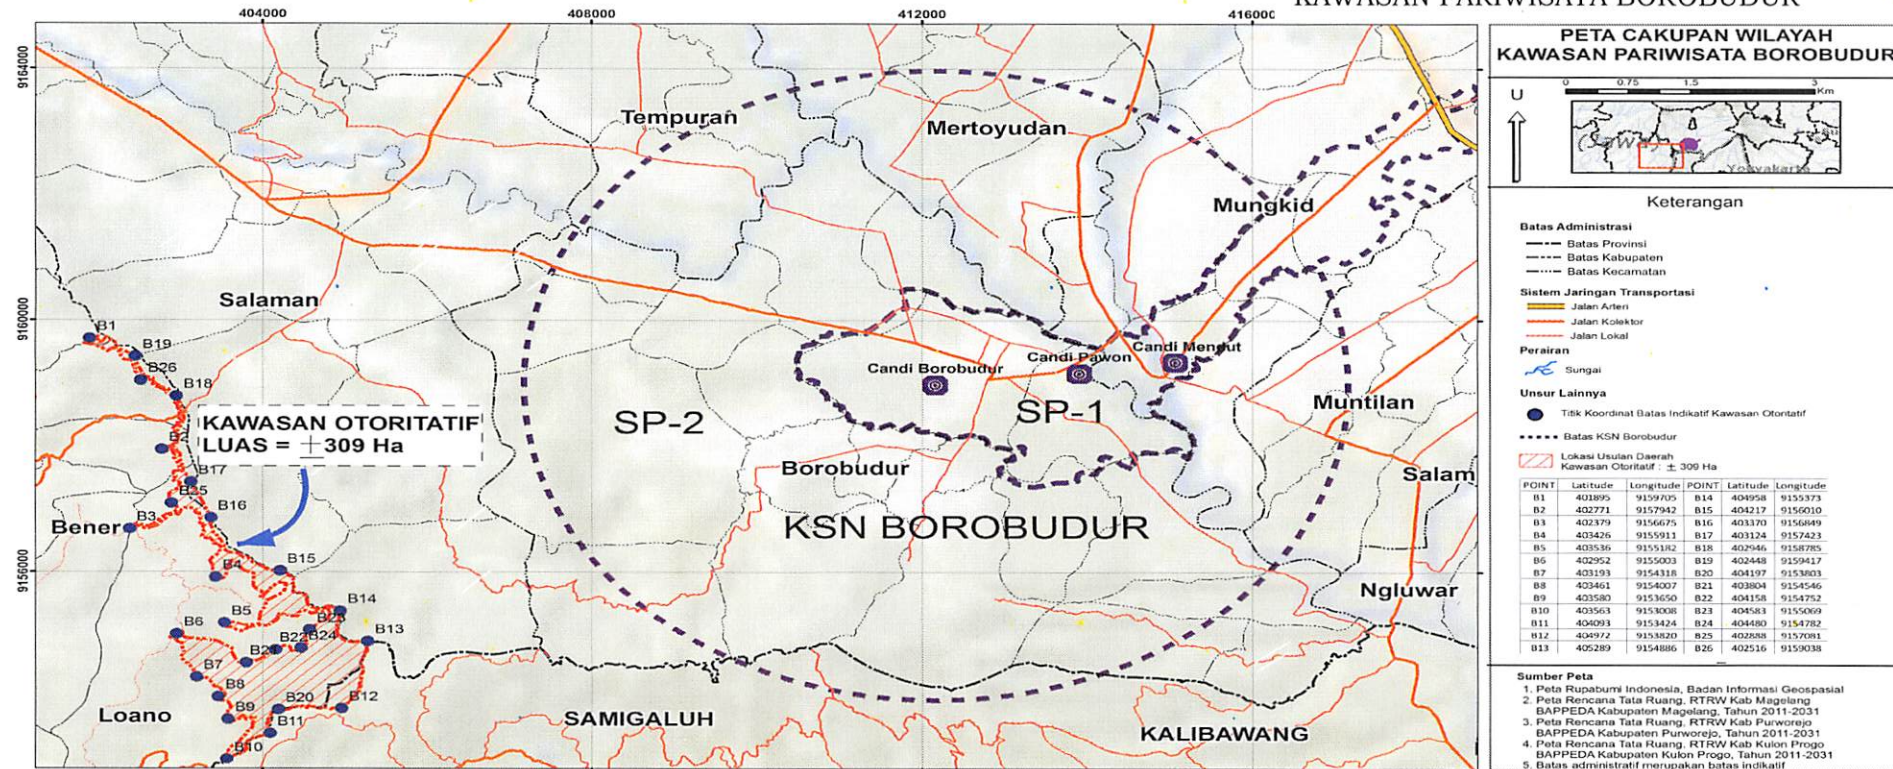 KAWASAN PARIWISATA BOROBUDUR
404000
408000
412000
416000
9164000
9160000
9156000
Tempuran
Mertoyudan
Mungkid
Salaman
B1
B19
B26
B18
Candi Mendut
Candi Pawon
Candi Borobudur
KAWASAN OTORITATIF
LUAS = ±309 Ha
SP-2
SP-1
Muntilan
B2
B17
Borobudur
Salam
B25
B16
B3
Bener
KSN BOROBUDUR
B15
B4
Ngluwar
B14
B5
B23
B6
B22
B24
B13
B21
B7
B8
B20
B12
B9
B11
Loano
SAMIGALUH
KALIBAWANG
B10
PETA CAKUPAN WILAYAH
KAWASAN PARIWISATA BOROBUDUR
0 0.75 1.5 3
Km
U
Yogyakarta
Keterangan
Batas Administrasi
Batas Provinsi
Batas Kabupaten
Batas Kecamatan
Sistem Jaringan Transportasi
Jalan Arteri
Jalan Kolektor
Jalan Lokal
Perairan
Sungai
Unsur Lainnya
Titik Koordinat Batas Indikatif Kawasan Otoritatif
Batas KSN Borobudur
Lokasi Usulan Daerah
Kawasan Otoritatif : ± 309 Ha
POINT Latitude Longitude POINT Latitude Longitude
B1 401895 9159705 B14 404958 9155373
B2 402771 9157942 B15 404217 9156010
B3 402379 9156675 B16 403370 9156849
B4 403426 9155911 B17 403124 9157423
B5 403536 9155182 B18 402946 9158785
B6 402952 9155003 B19 402448 9159417
B7 403193 9154318 B20 404197 9153803
B8 403461 9154007 B21 403804 9154546
B9 403580 9153650 B22 404158 9154752
B10 403563 9153008 B23 404583 9155069
B11 404093 9153424 B24 404480 9154782
B12 404972 9153820 B25 402888 9157081
B13 405289 9154886 B26 402516 9159038
Sumber Peta
1. Peta Rupabumi Indonesia, Badan Informasi Geospasial
2. Peta Rencana Tata Ruang, RTRW Kab Magelang
BAPPEDA Kabupaten Magelang, Tahun 2011-2031
3. Peta Rencana Tata Ruang, RTRW Kab Purworejo
BAPPEDA Kabupaten Purworejo, Tahun 2011-2031
4. Peta Rencana Tata Ruang, RTRW Kab Kulon Progo
BAPPEDA Kabupaten Kulon Progo, Tahun 2011-2031
5. Batas administratif merupakan batas indikatif